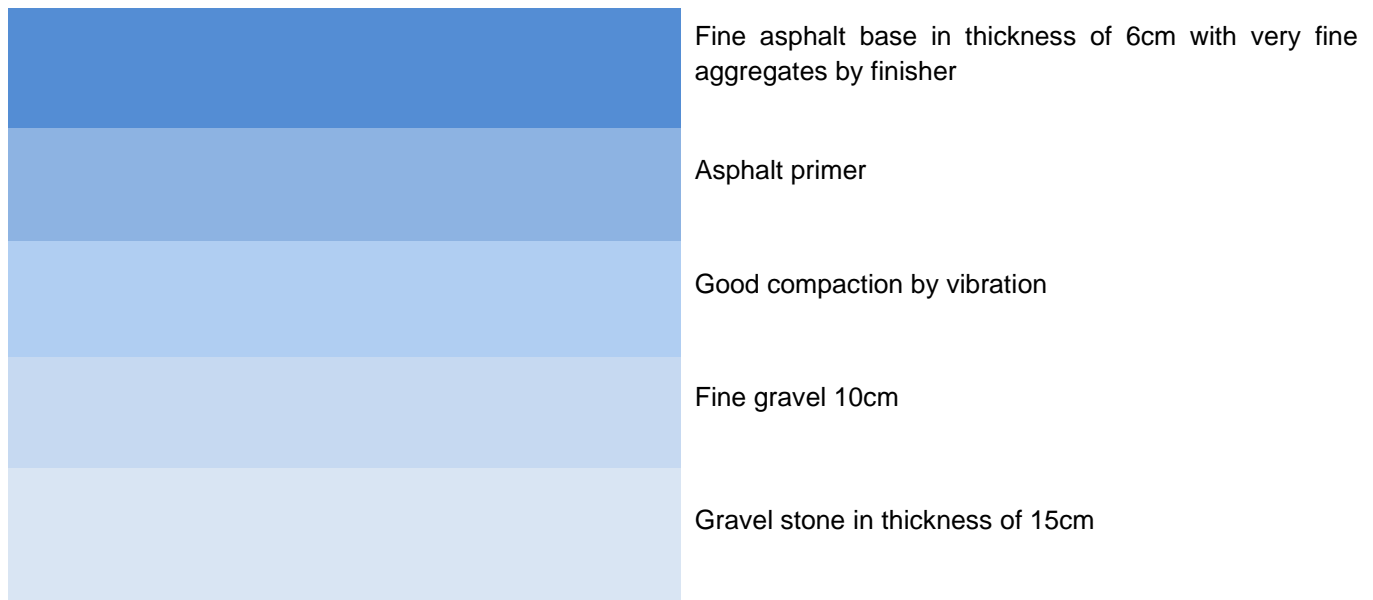 Fine asphalt base in thickness of 6cm with very fine
aggregates by finisher
Asphalt primer
Good compaction by vibration
Fine gravel 10cm
Gravel stone in thickness of 15cm